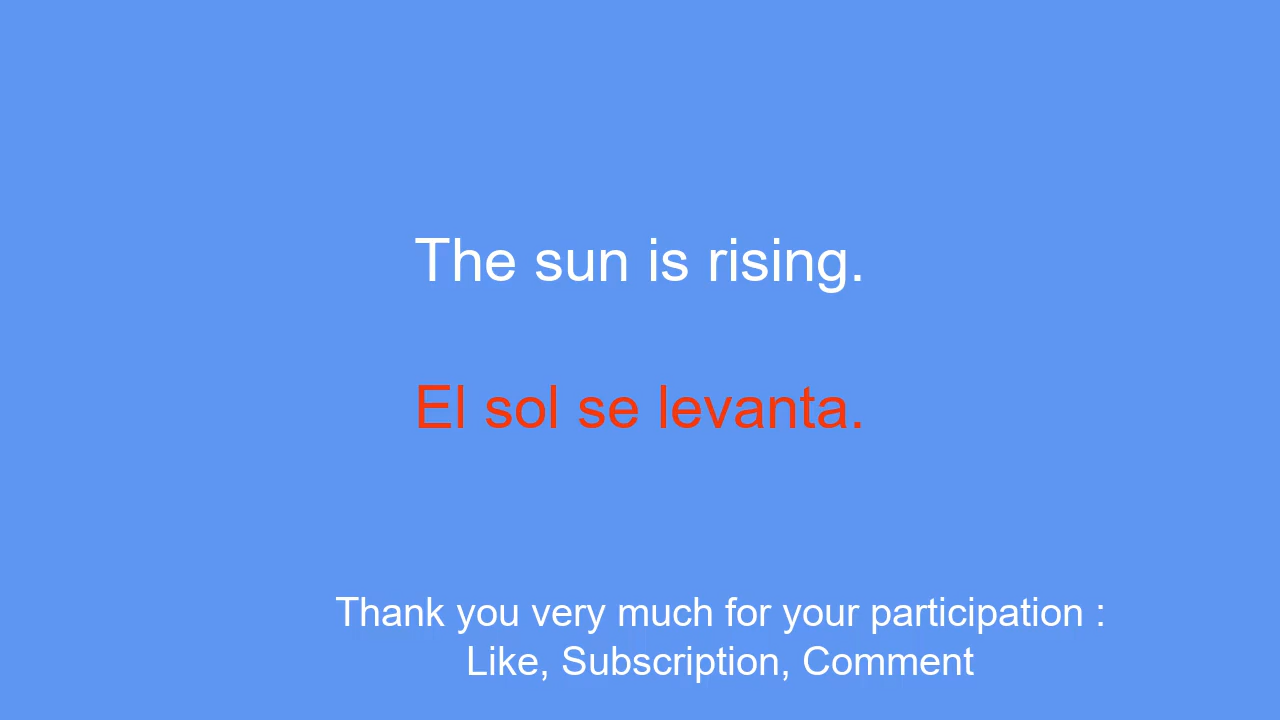 The sun is rising.
El sol se levanta.
Thank you very much for your participation :
Like, Subscription, Comment